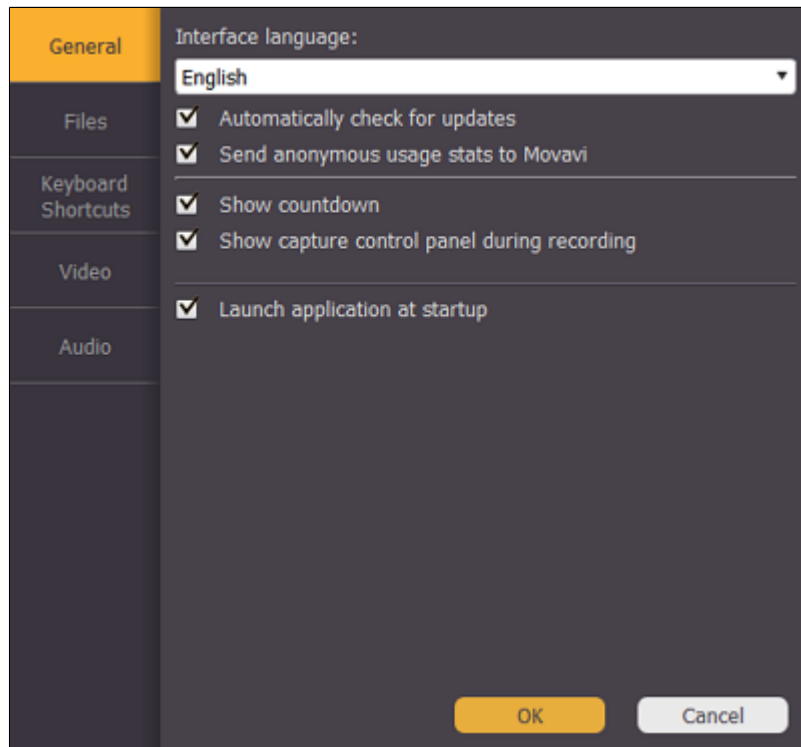 General
Files
Keyboard
Shortcuts
Video
Audio
Interface language:
English
Automatically check for updates
Send anonymous usage stats to Movavi
Show countdown
Show capture control panel during recording
Launch application at startup
OK
Cancel